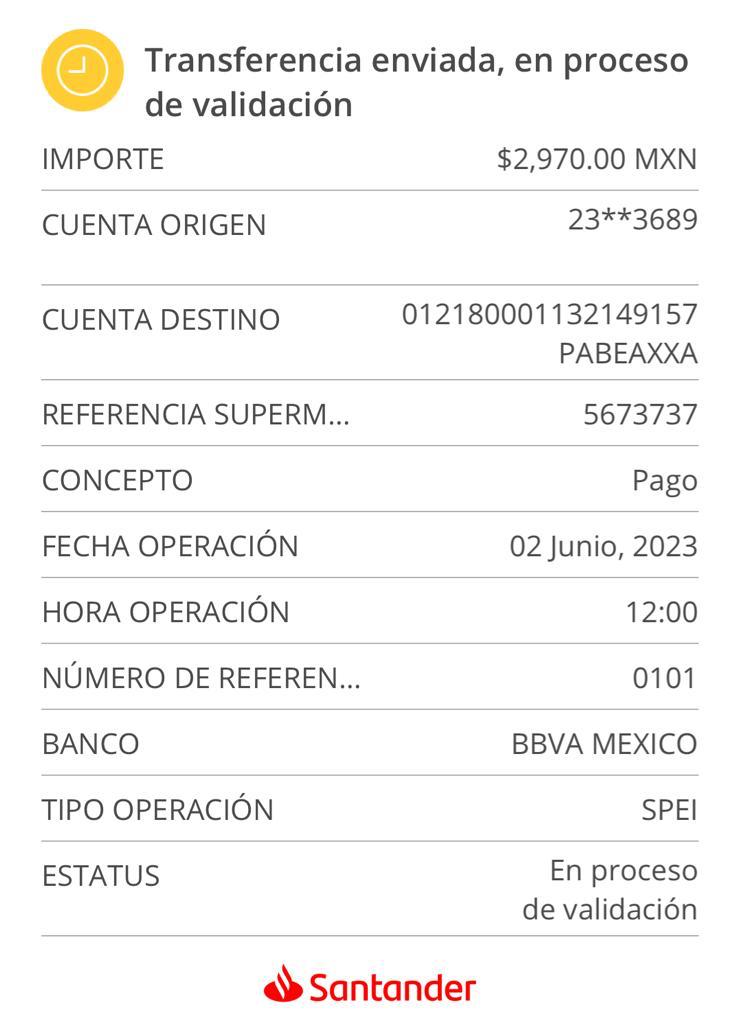 Transferencia enviada, en proceso
de validación
IMPORTE $2,970.00 MXN
CUENTA ORIGEN 23**3689
CUENTA DESTINO 012180001132149157
PABEAXXA
REFERENCIA SUPERM... 5673737
CONCEPTO Pago
FECHA OPERACIÓN 02 Junio, 2023
HORA OPERACIÓN 12:00
NÚMERO DE REFEREN... 0101
BANCO BBVA MEXICO
TIPO OPERACIÓN SPEI
ESTATUS En proceso
de validación
Santander